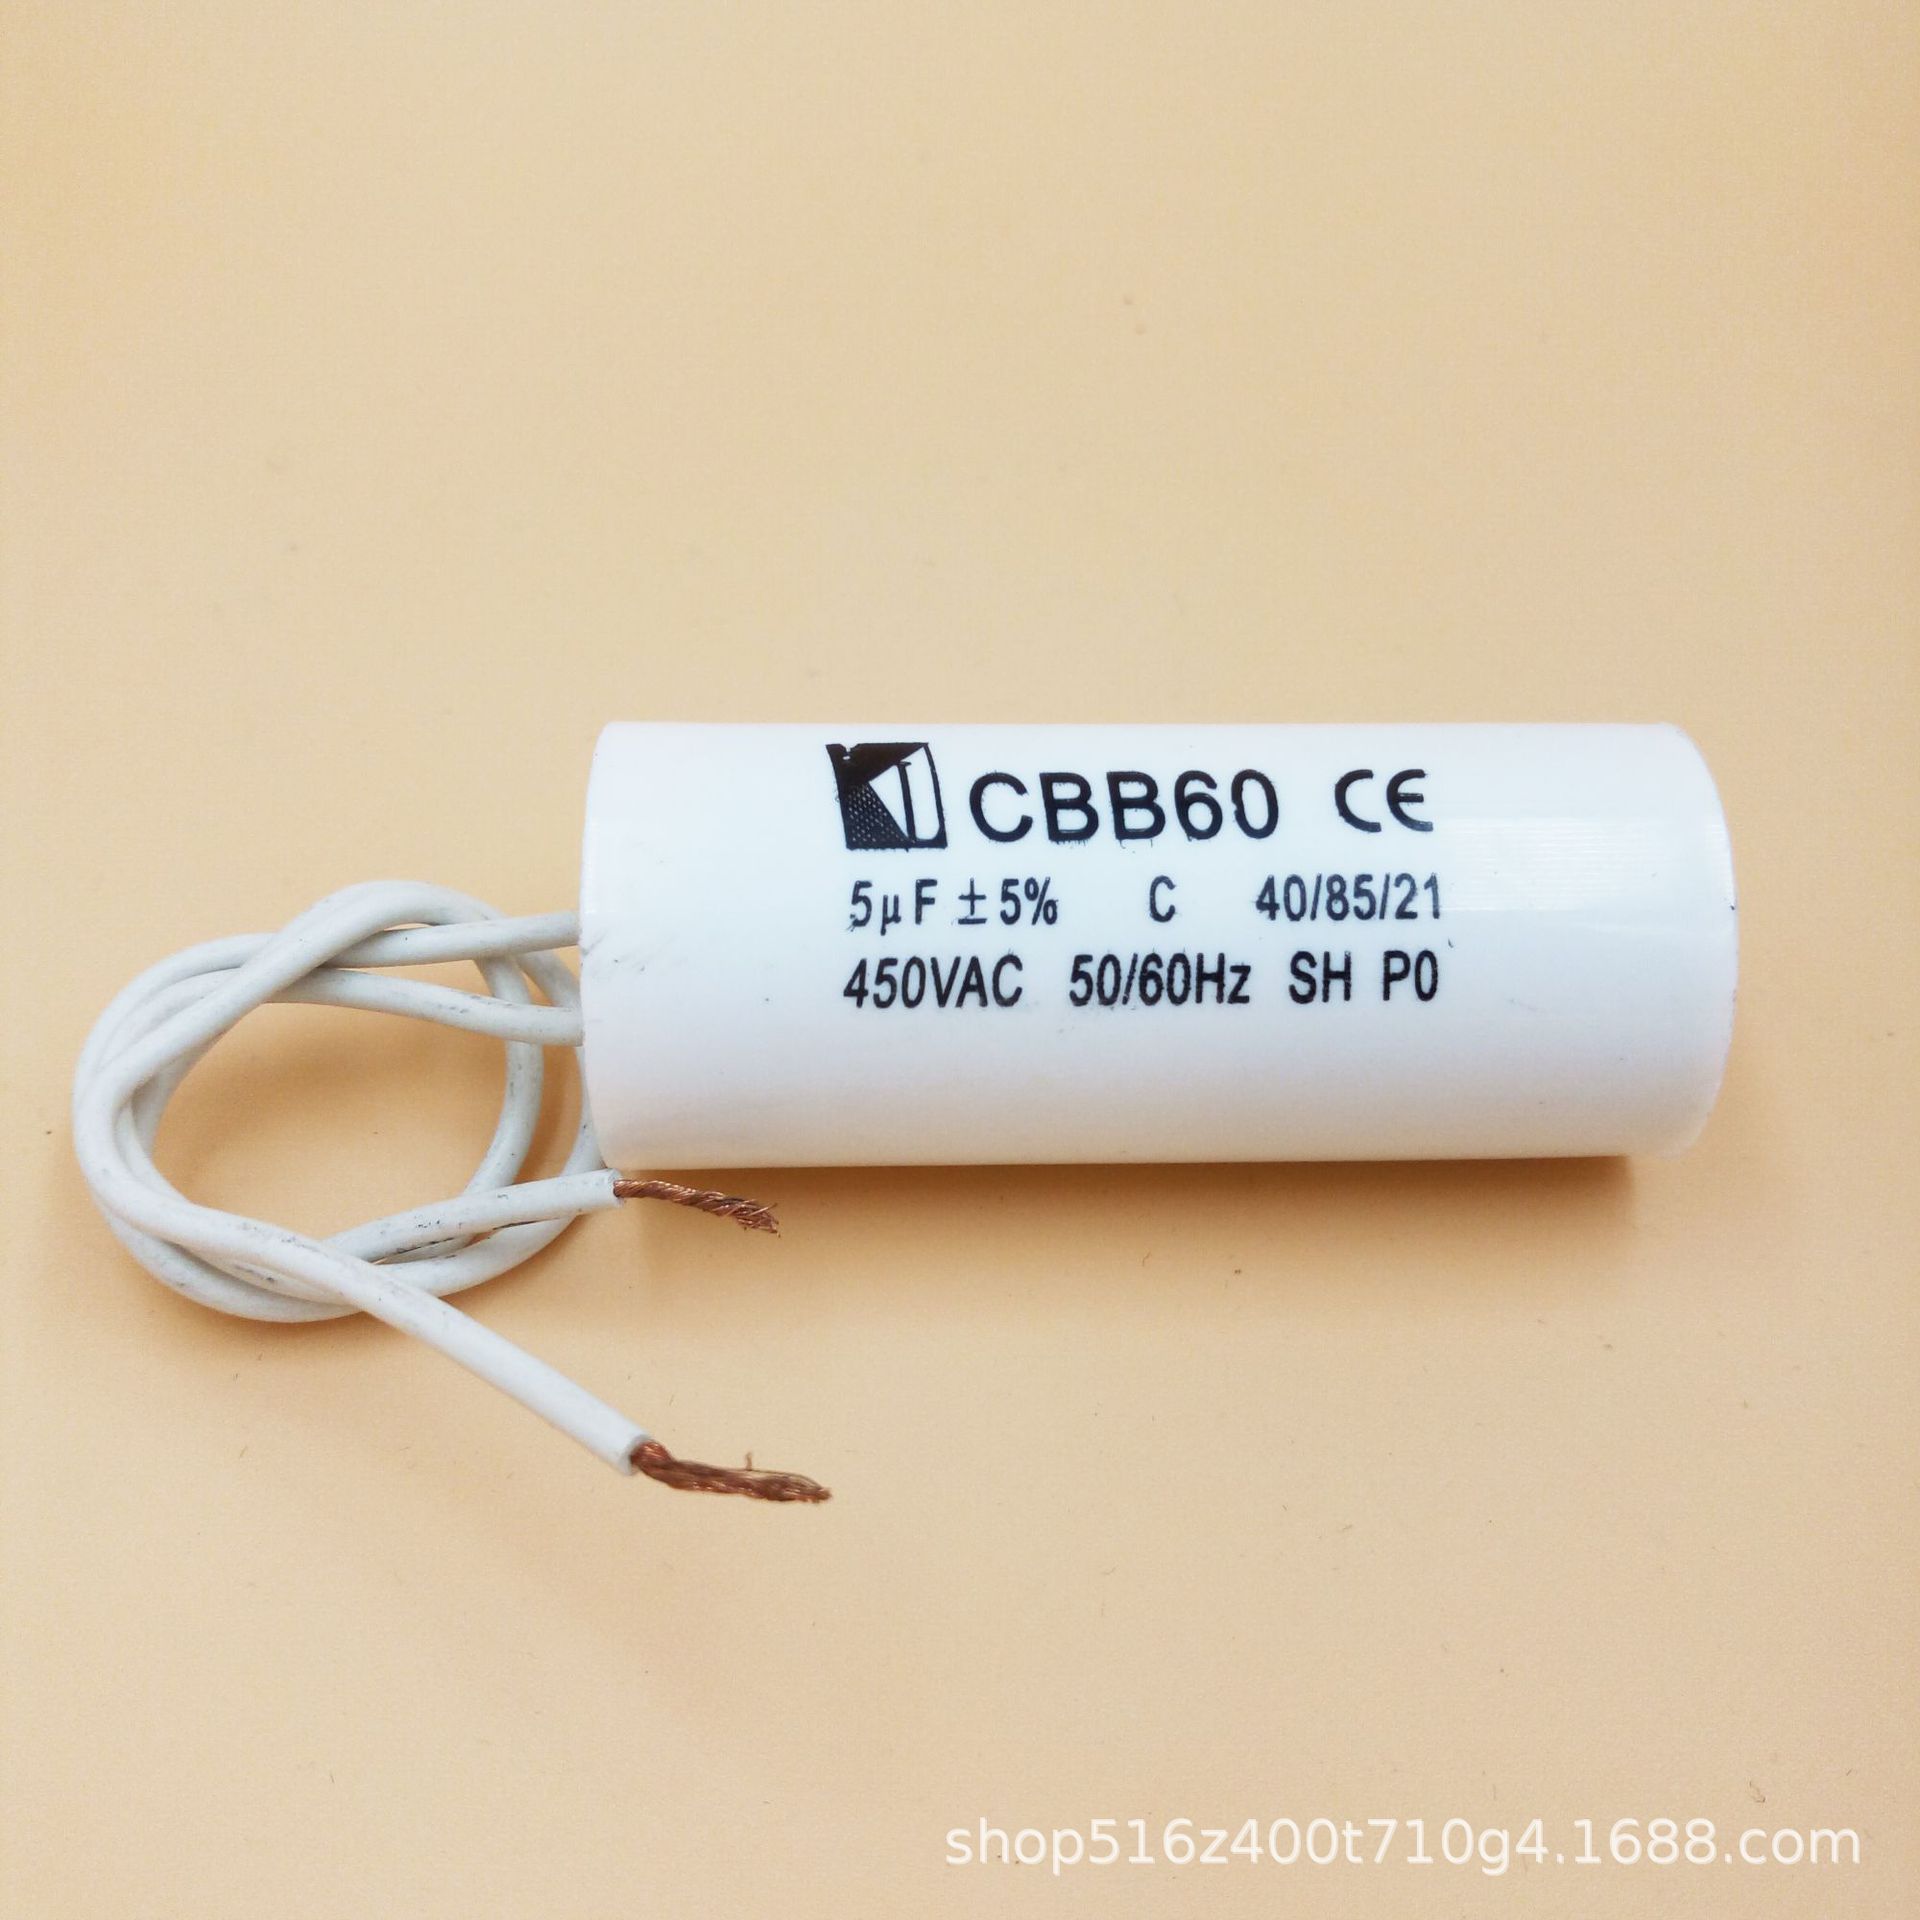 CBB60 CE
5μF ±5% C 40/85/21
450VAC 50/60Hz SH P0
shop516z400t710g4.1688.com